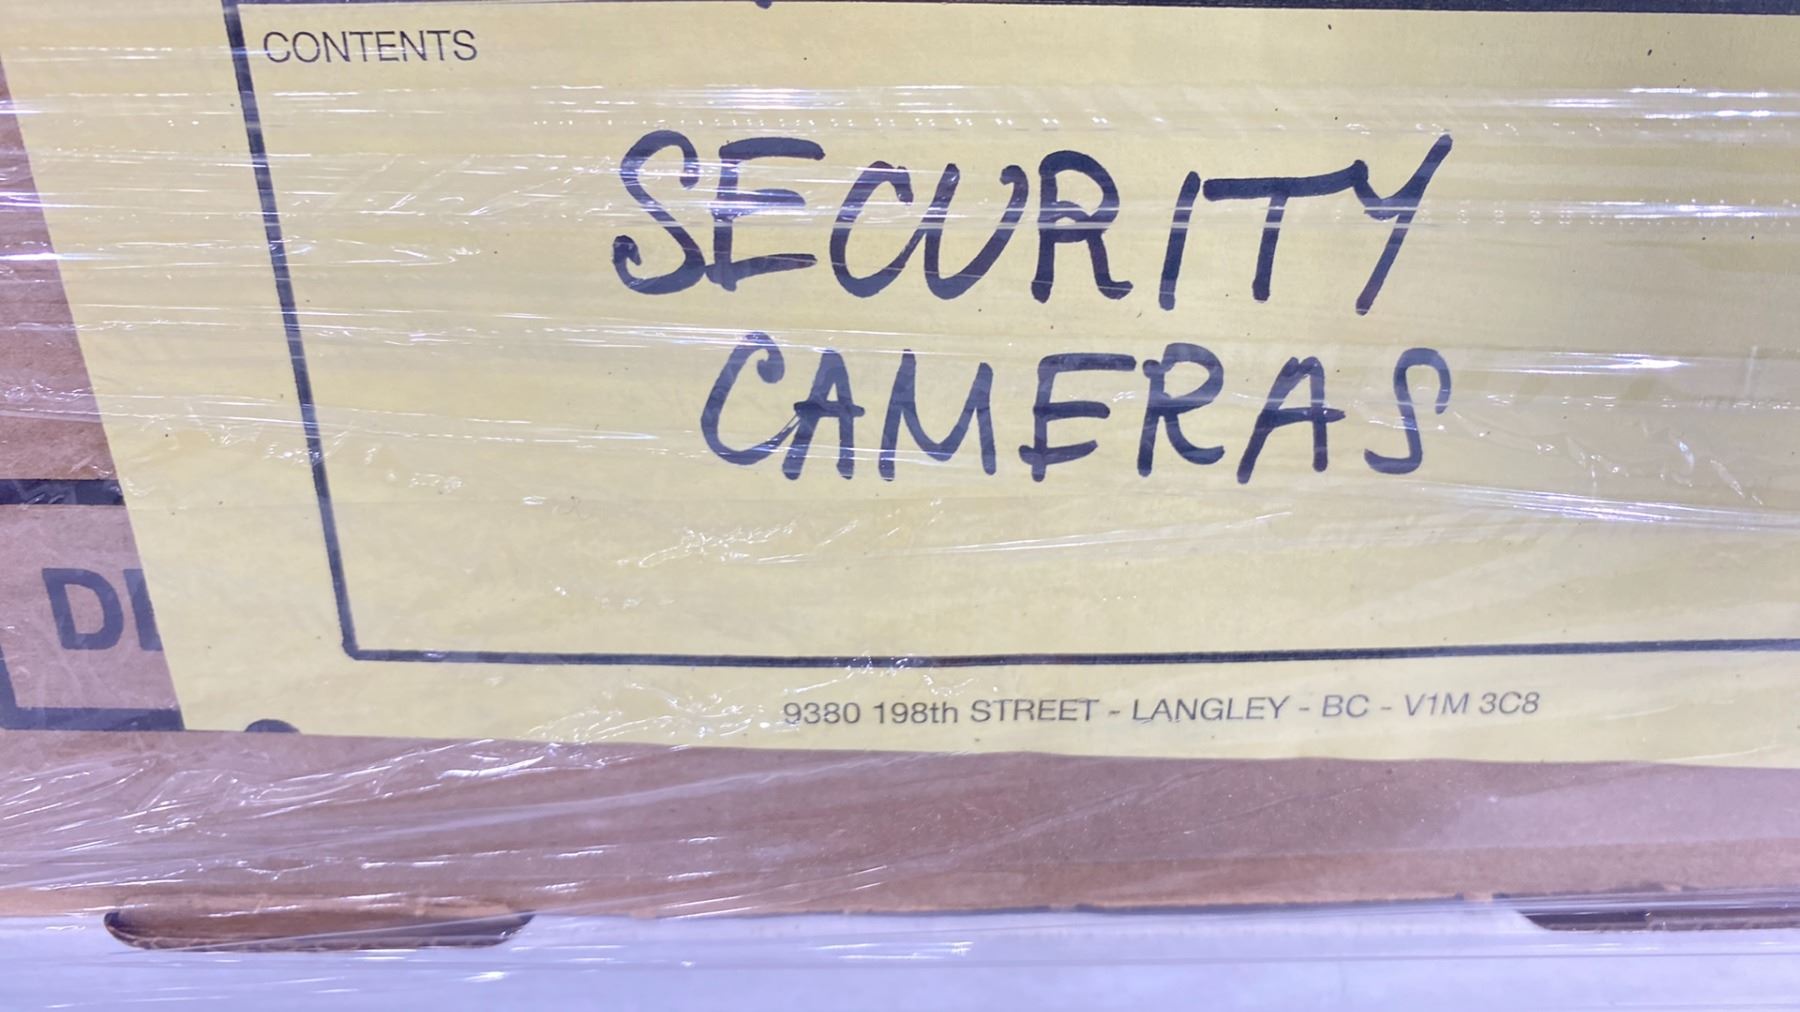 CONTENTS
SECURITY
CAMERAS
9380 198th STREET - LANGLEY - BC - V1M 3C8